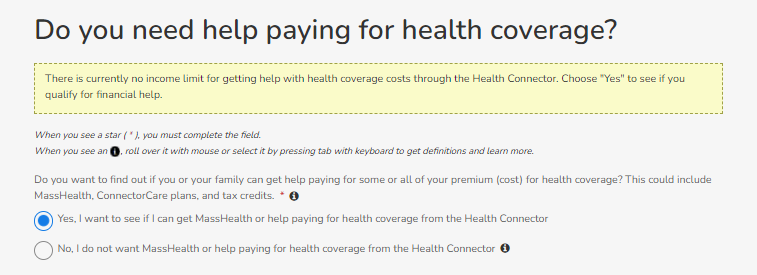 Do you need help paying for health coverage?
There is currently no income limit for getting help with health coverage costs through the Health Connector. Choose "Yes" to see if you
qualify for financial help.
When you see a star ( * ), you must complete the field.
When you see an i, roll over it with mouse or select it by pressing tab with keyboard to get definitions and learn more.
Do you want to find out if you or your family can get help paying for some or all of your premium (cost) for health coverage? This could include
MassHealth, ConnectorCare plans, and tax credits. * i
Yes, I want to see if I can get MassHealth or help paying for health coverage from the Health Connector
No, I do not want MassHealth or help paying for health coverage from the Health Connector i